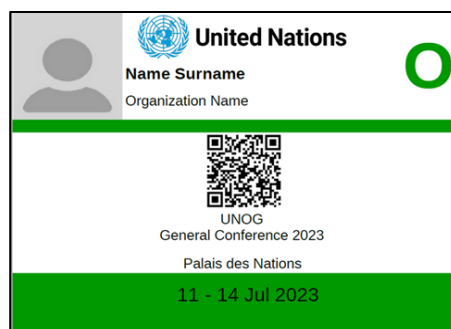 United Nations
Name Surname
O
Organization Name
UNOG
General Conference 2023
Palais des Nations
11 - 14 Jul 2023